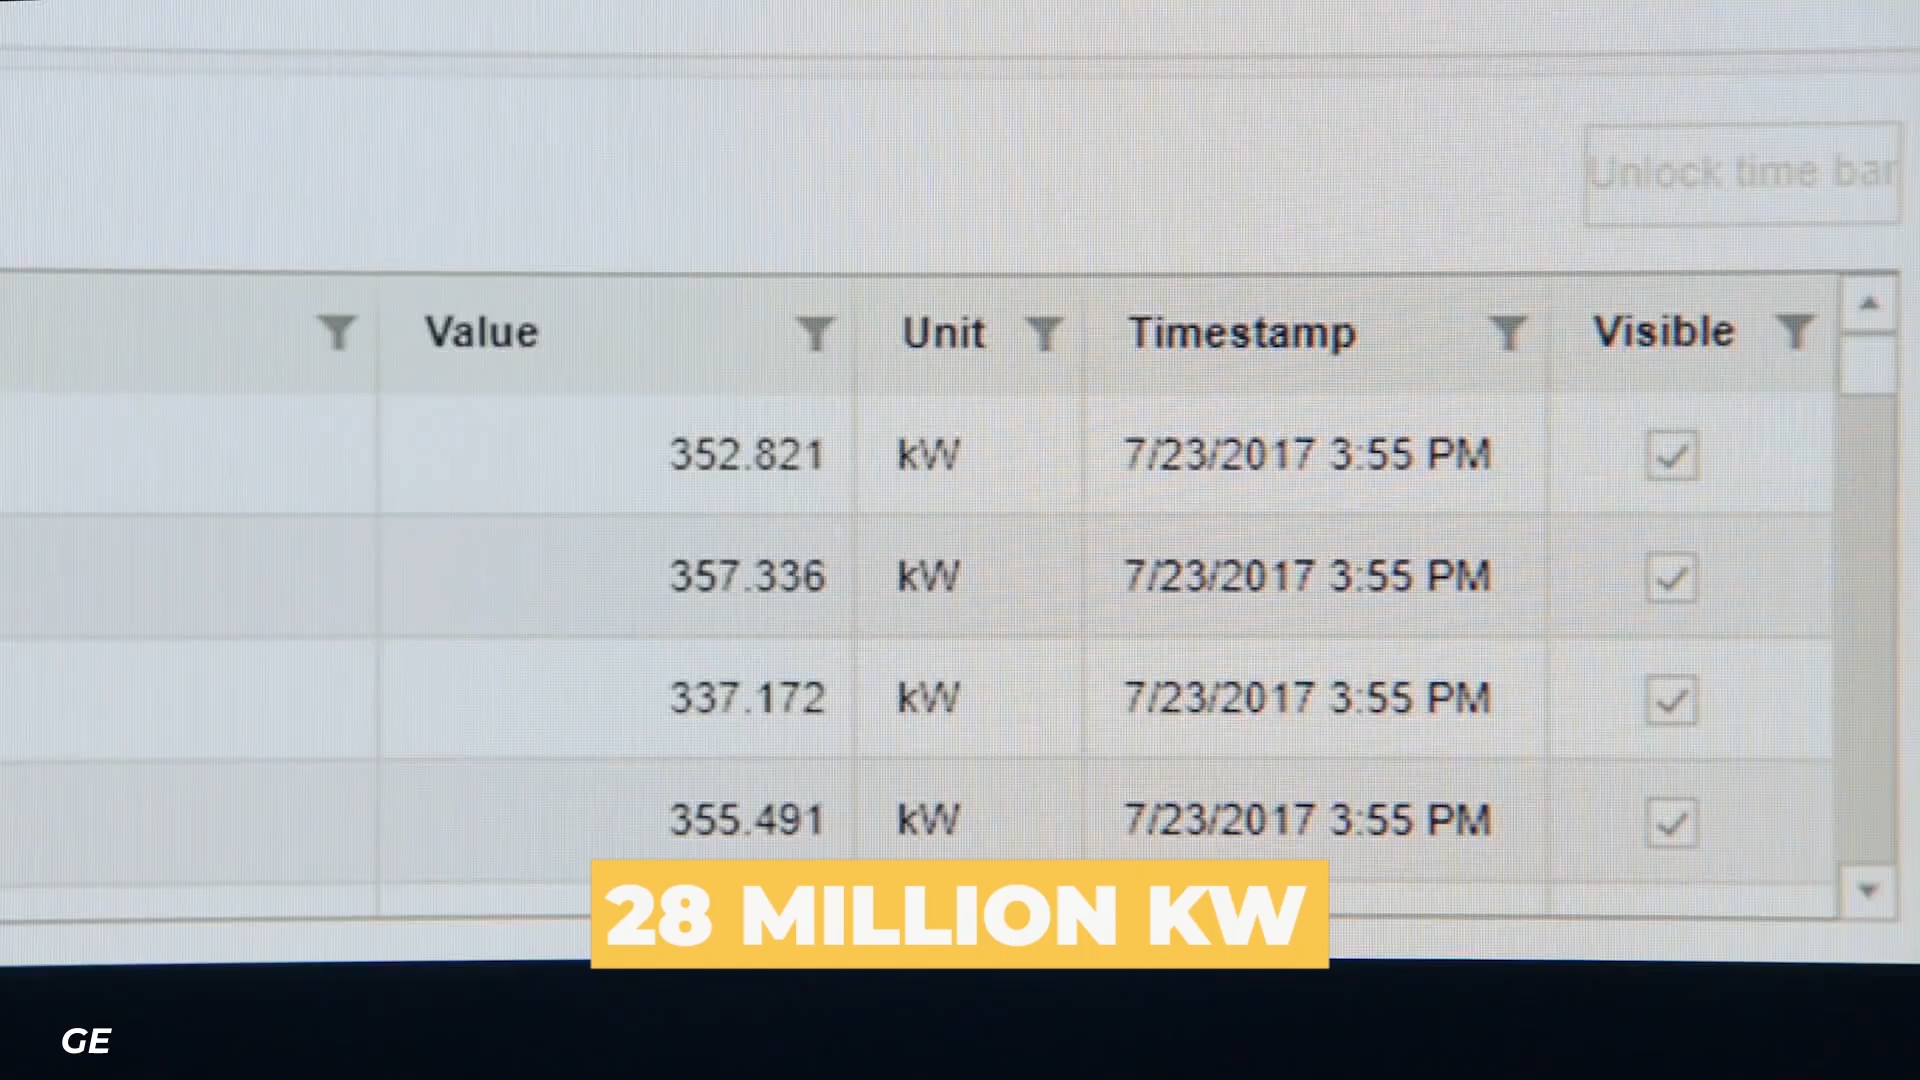 Unlock time bar
Value Unit Timestamp Visible
352.821 kW 7/23/2017 3:55 PM
357.336 kW 7/23/2017 3:55 PM
337.172 kW 7/23/2017 3:55 PM
355.491 kW 7/23/2017 3:55 PM
28 MILLION KW
GE